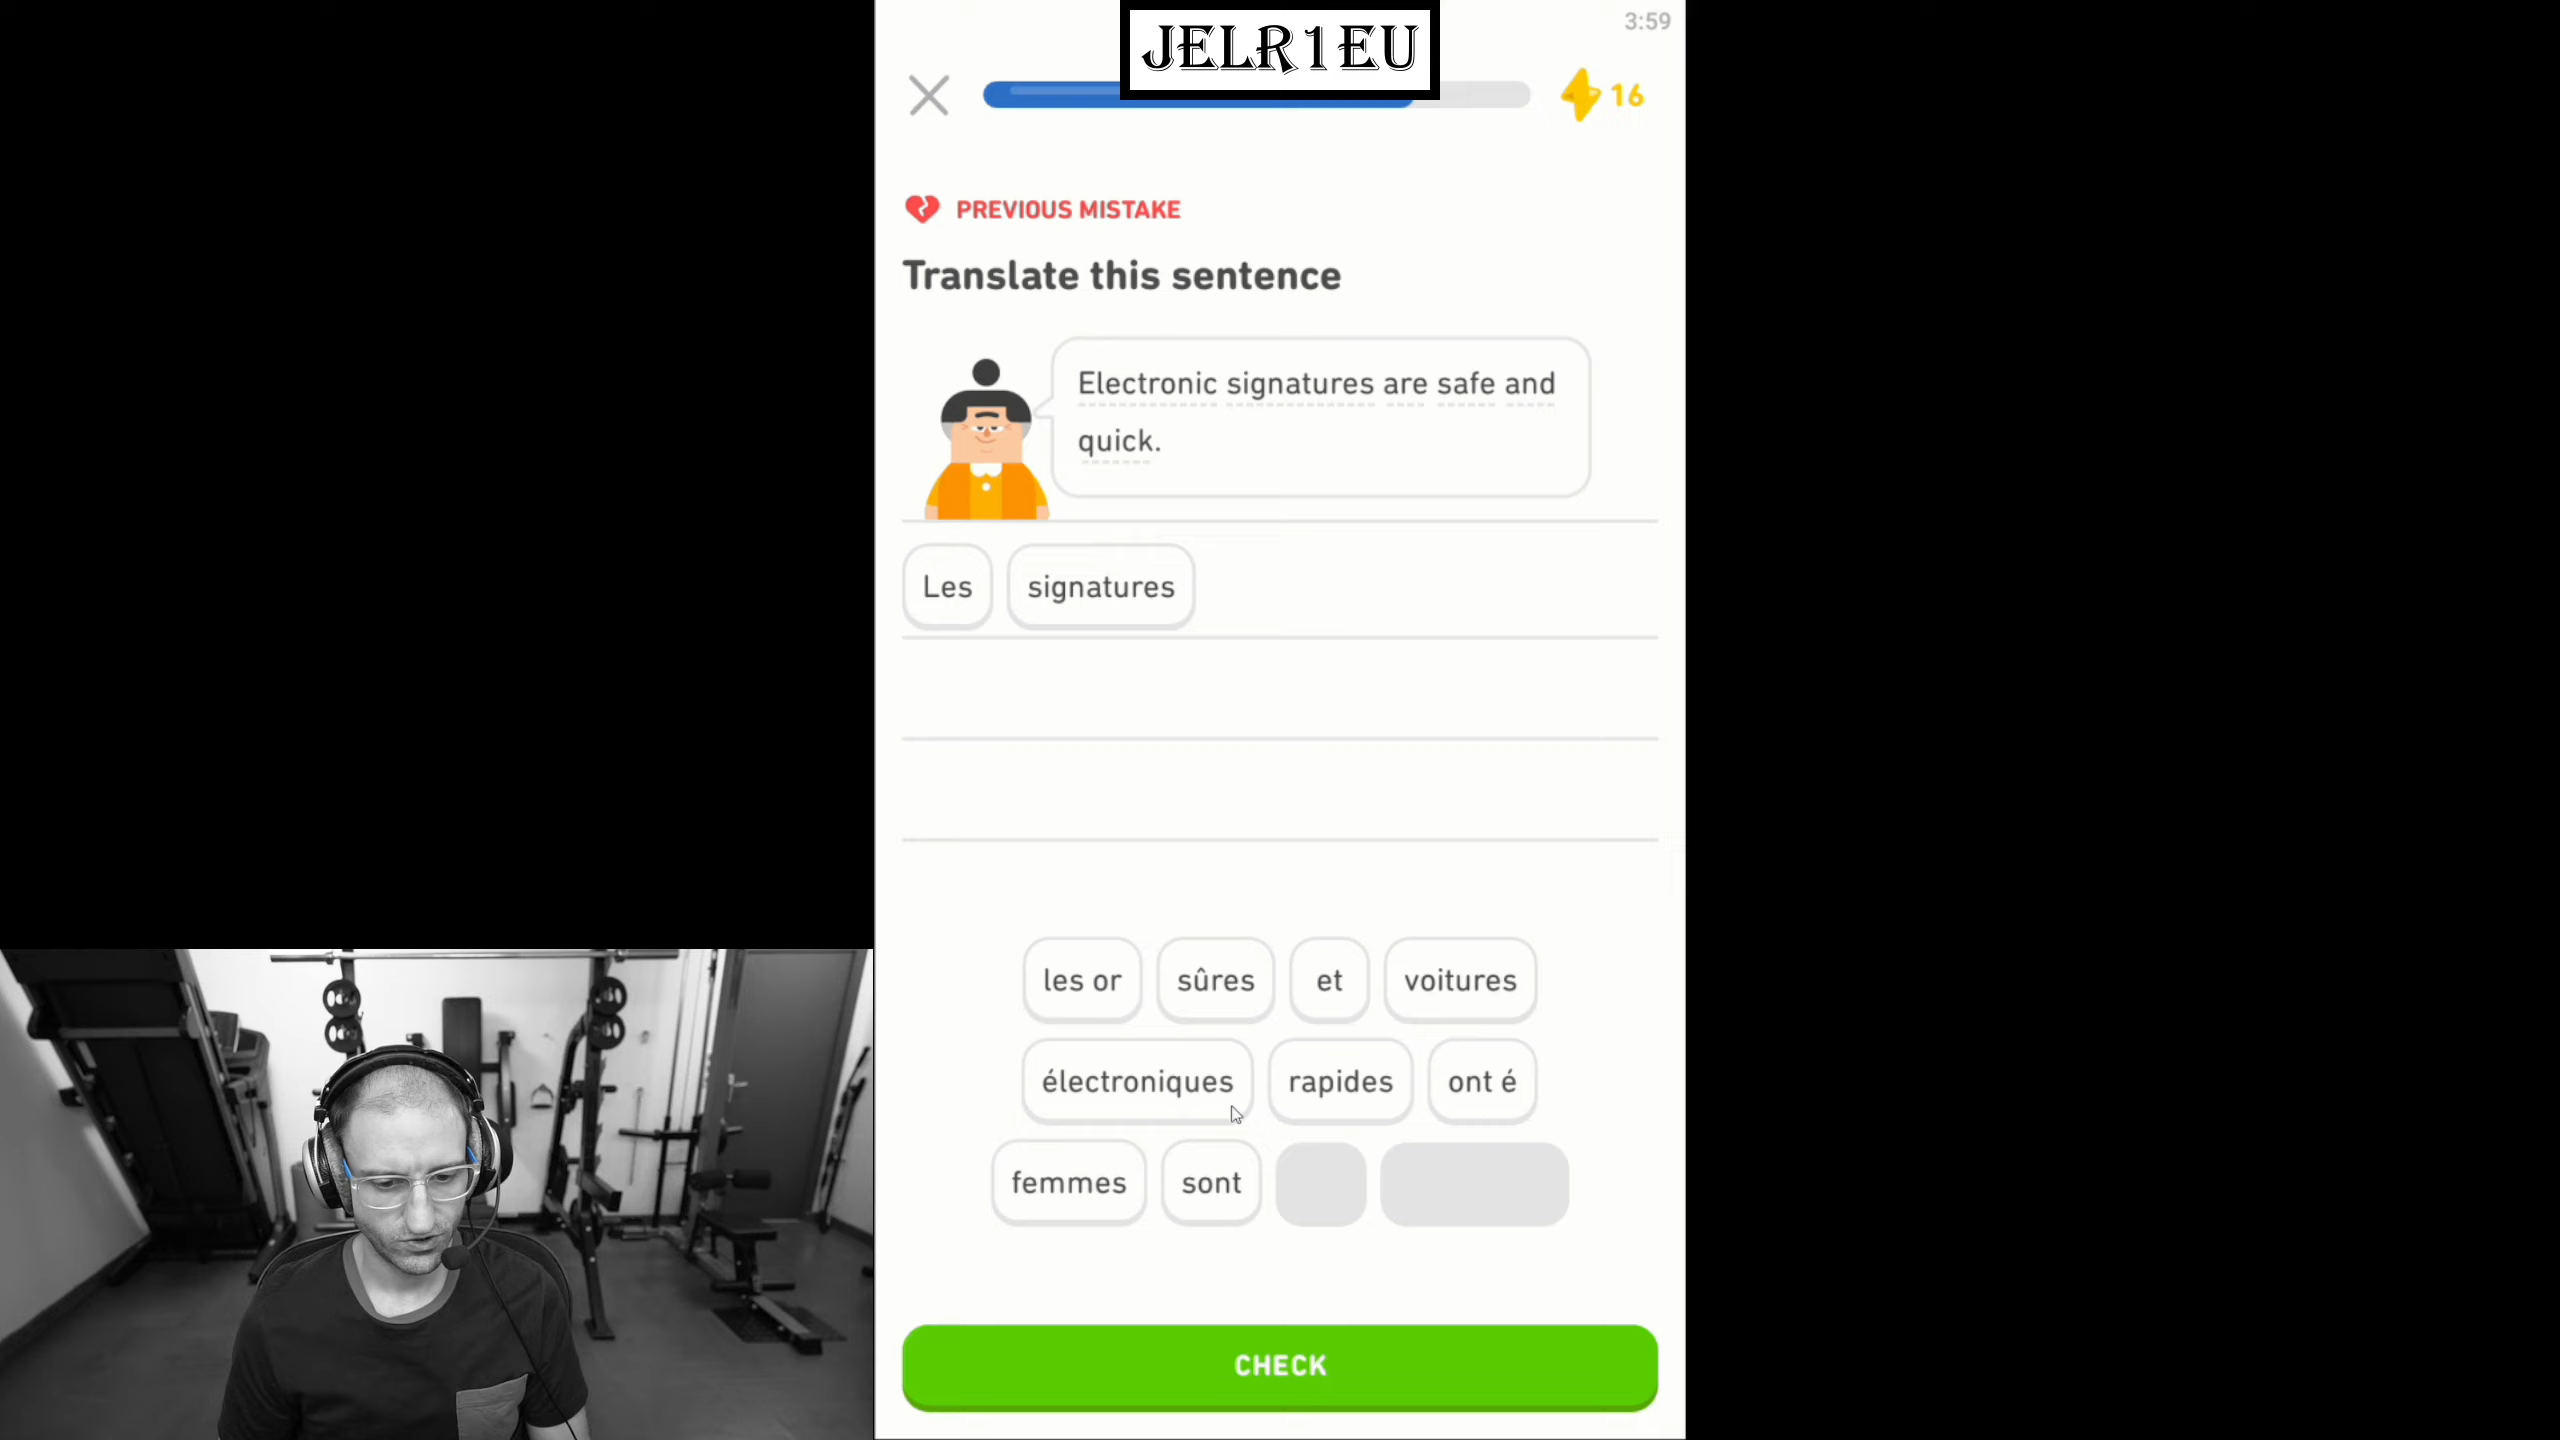 JELR1EU
3:59
16
PREVIOUS MISTAKE
Translate this sentence
Electronic signatures are safe and
quick.
Les signatures
les or sûres et voitures
électroniques rapides ont é
femmes sont
CHECK